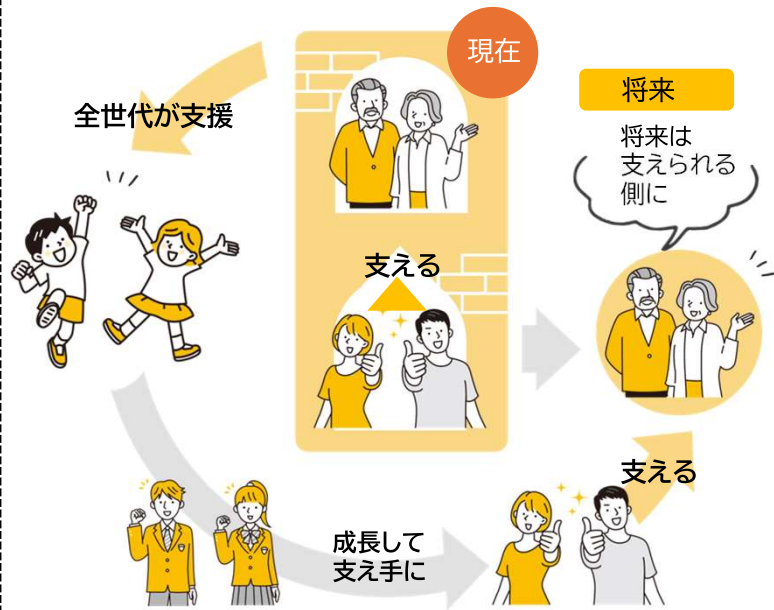 現在
全世代が支援
将来
将来は
支えられる
側に
支える
支える
成長して
支え手に